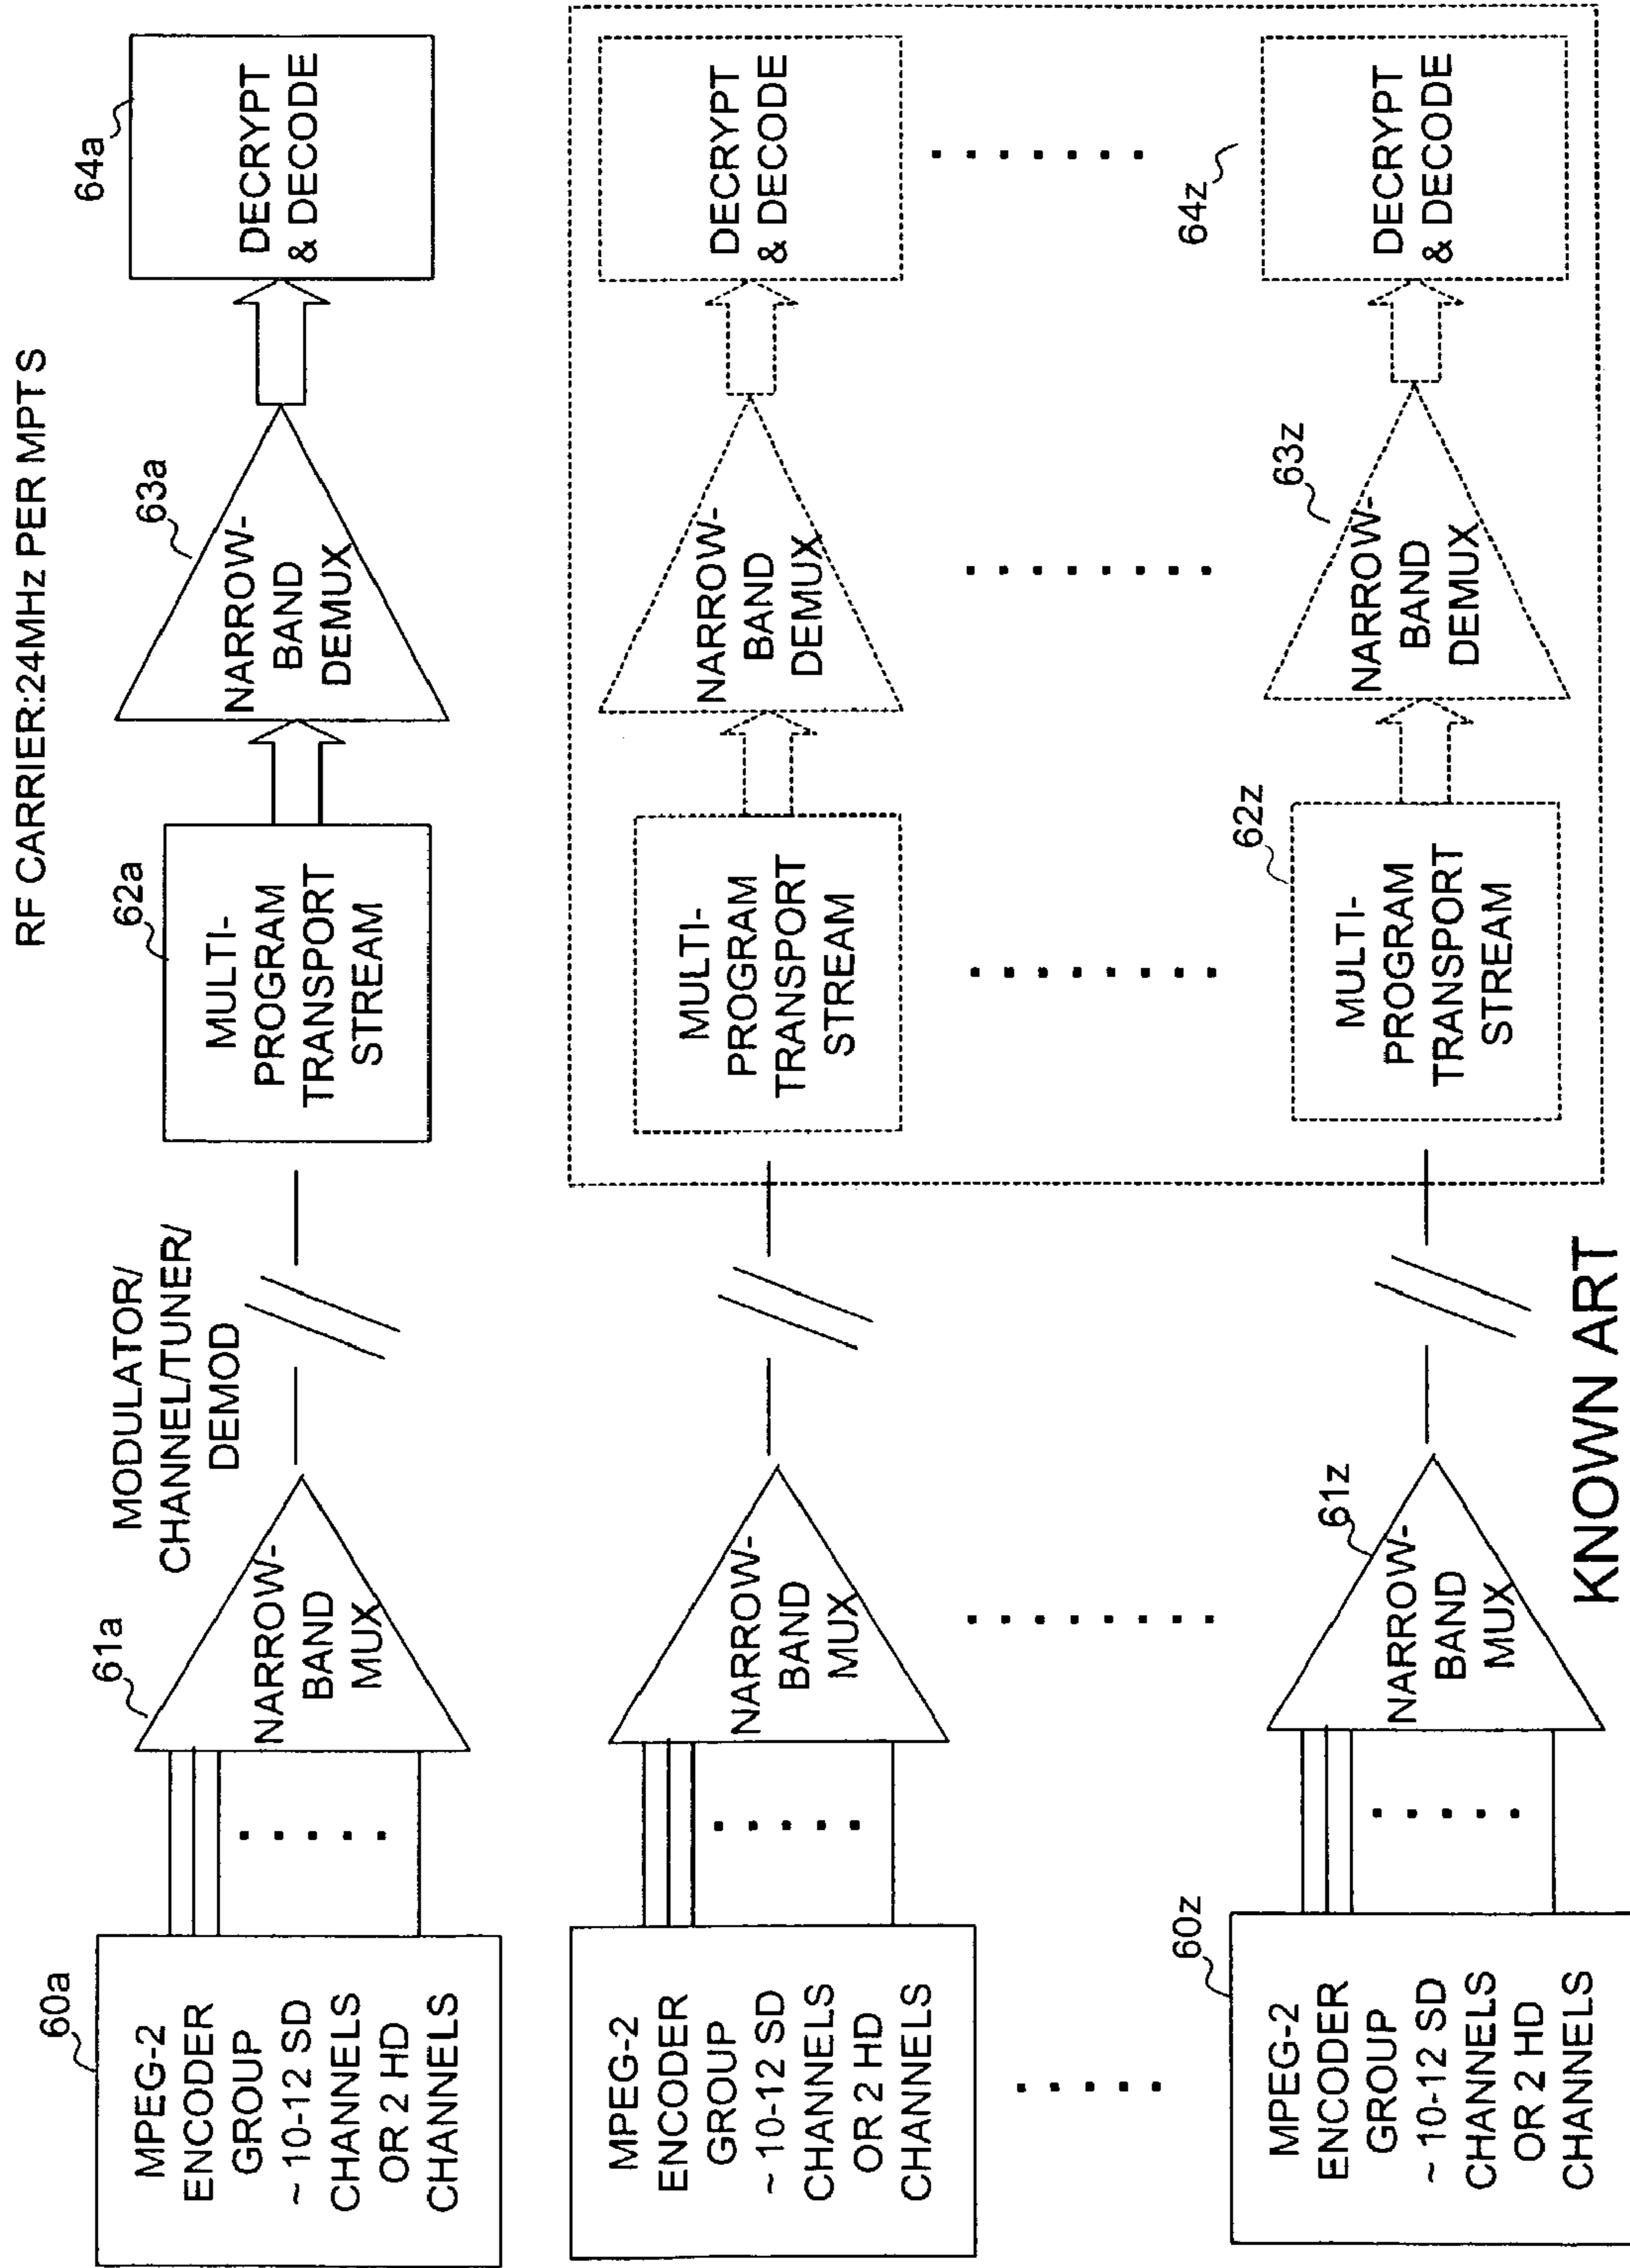 RF CARRIER:24MHz PER MPTS
MODULATOR/
CHANNEL/TUNER/
DEMOD
60a
MPEG-2
ENCODER
GROUP
~ 10-12 SD
CHANNELS
OR 2 HD
CHANNELS
61a
NARROW-
BAND
MUX
62a
MULTI-
PROGRAM
TRANSPORT
STREAM
63a
NARROW-
BAND
DEMUX
64a
DECRYPT
& DECODE
MPEG-2
ENCODER
GROUP
~ 10-12 SD
CHANNELS
OR 2 HD
CHANNELS
NARROW-
BAND
MUX
MULTI-
PROGRAM
TRANSPORT
STREAM
NARROW-
BAND
DEMUX
DECRYPT
& DECODE
60z
MPEG-2
ENCODER
GROUP
~ 10-12 SD
CHANNELS
OR 2 HD
CHANNELS
61z
NARROW-
BAND
MUX
62z
MULTI-
PROGRAM
TRANSPORT
STREAM
63z
NARROW-
BAND
DEMUX
64z
DECRYPT
& DECODE
KNOWN ART